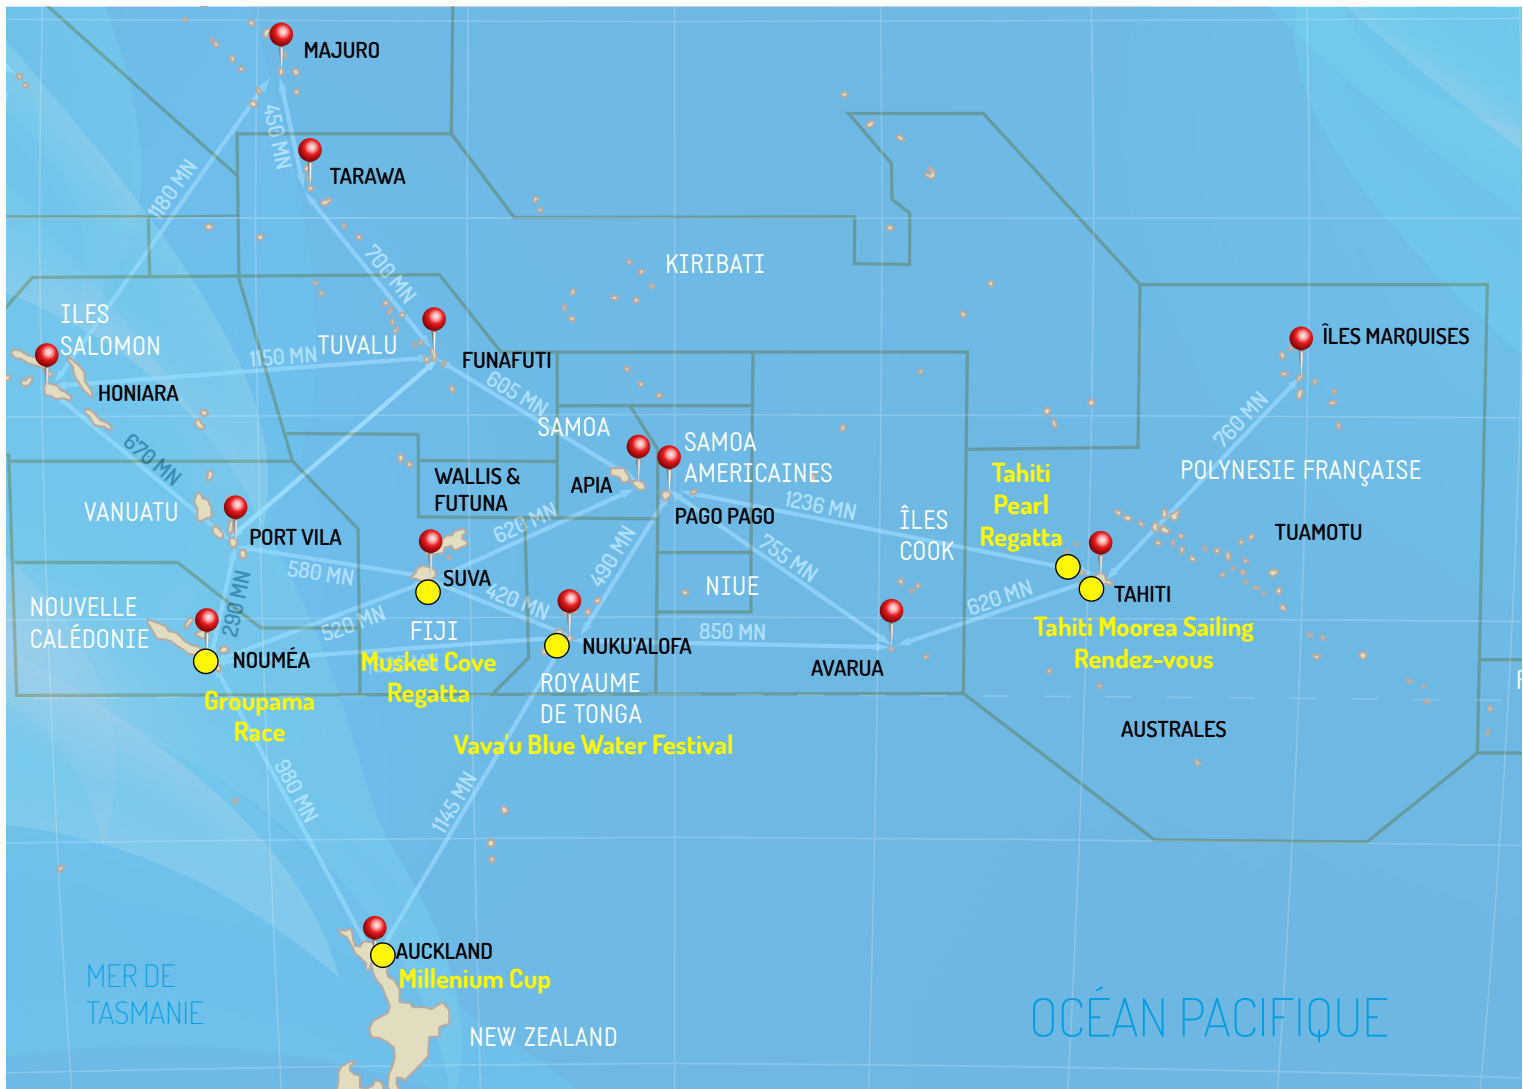 MAJURO
450 MN
TARAWA
1180 MN
700 MN
KIRIBATI
ILES
SALOMON
TUVALU
1150 MN
FUNAFUTI
ÎLES MARQUISES
HONIARA
605 MN
760 MN
SAMOA
SAMOA
AMERICAINES
670 MN
WALLIS &
FUTUNA
APIA
Tahiti
Pearl
Regatta
POLYNESIE FRANÇAISE
VANUATU
PORT VILA
620 MN
PAGO PAGO
1236 MN
ÎLES
COOK
TUAMOTU
580 MN
SUVA
490 MN
755 MN
NIUE
420 MN
620 MN
TAHITI
NOUVELLE
CALÉDONIE
290 MN
520 MN
FIJI
850 MN
Tahiti Moorea Sailing
Rendez-vous
NOUMÉA
Musket Cove
Regatta
NUKU'ALOFA
AVARUA
Groupama
Race
ROYAUME
DE TONGA
Vava'u Blue Water Festival
AUSTRALES
980 MN
1145 MN
AUCKLAND
Millenium Cup
MER DE
TASMANIE
NEW ZEALAND
OCÉAN PACIFIQUE